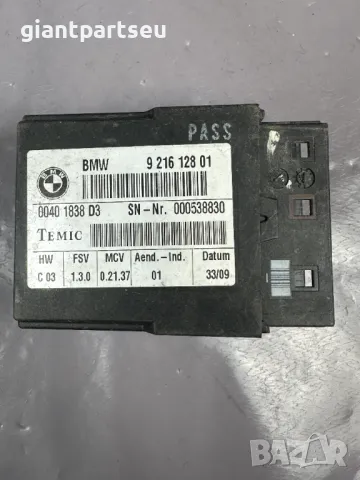 giantpartseu
PASS
BMW
BMW 9 216 128 01
0040 1838 D3 SN-Nr. 000538830
TEMIC
HW FSV MCV Aend.-Ind. Datum
C 03 1.3.0 0.21.37 01 33/09
BAZAR